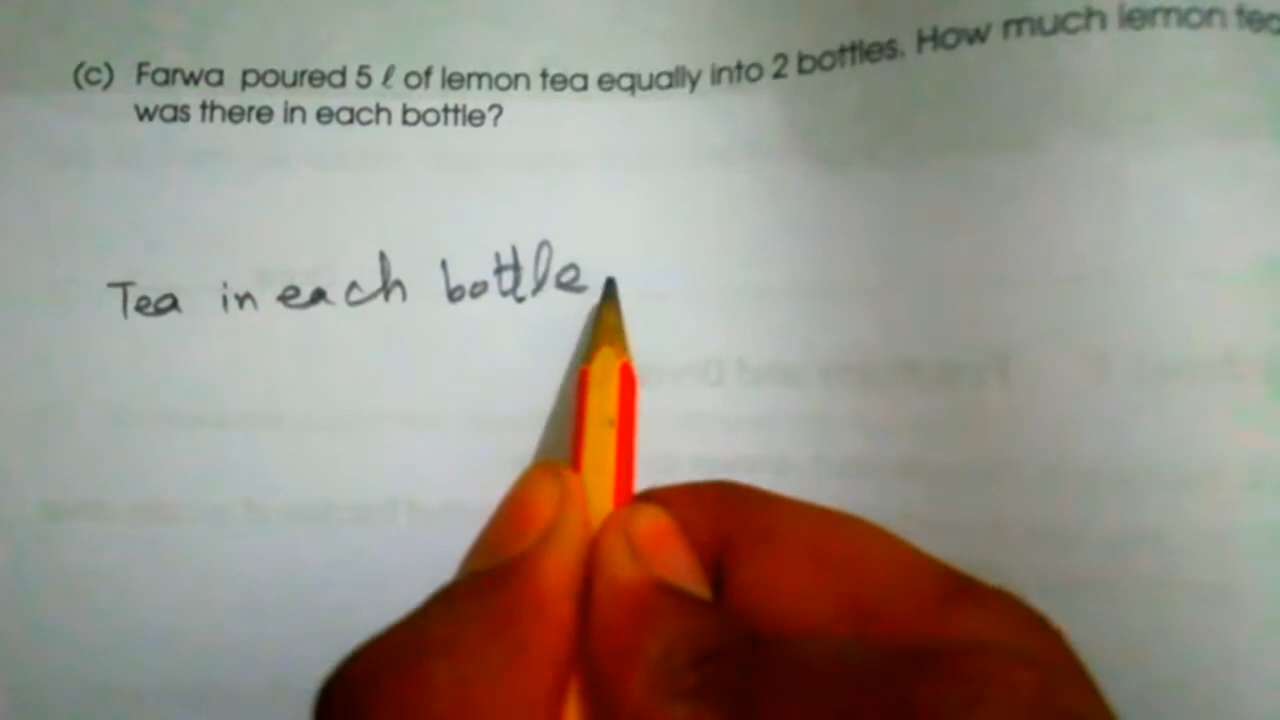 (c) Farwa poured 5 ℓ of lemon tea equally into 2 bottles. How much lemon tea
was there in each bottle?
Tea in each bottle